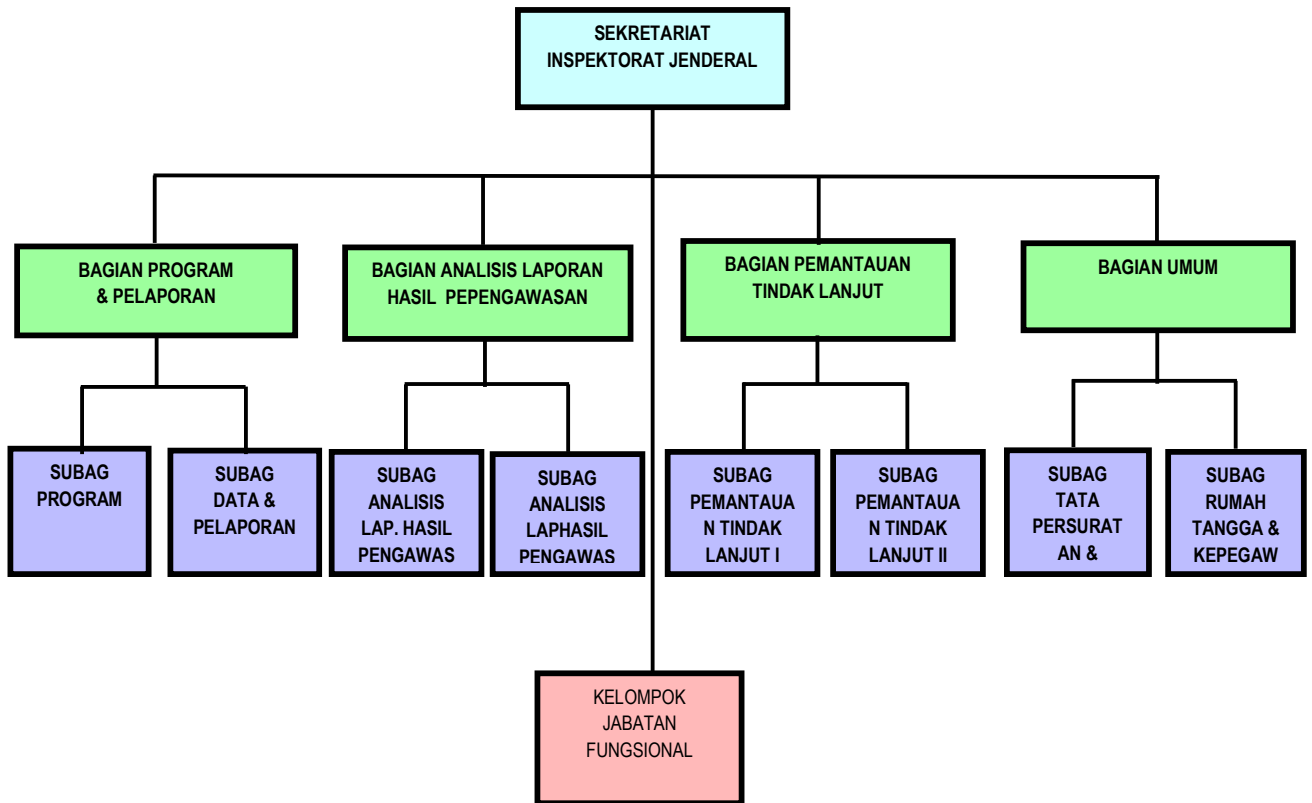 SEKRETARIAT
INSPEKTORAT JENDERAL
BAGIAN PROGRAM
& PELAPORAN
BAGIAN ANALISIS LAPORAN
HASIL PEPENGAWASAN
BAGIAN PEMANTAUAN
TINDAK LANJUT
BAGIAN UMUM
SUBAG
PROGRAM
SUBAG
DATA &
PELAPORAN
SUBAG
ANALISIS
LAP. HASIL
PENGAWAS
SUBAG
ANALISIS
LAPHASIL
PENGAWAS
SUBAG
PEMANTAUA
N TINDAK
LANJUT I
SUBAG
PEMANTAUA
N TINDAK
LANJUT II
SUBAG
TATA
PERSURAT
AN &
SUBAG
RUMAH
TANGGA &
KEPEGAW
KELOMPOK
JABATAN
FUNGSIONAL